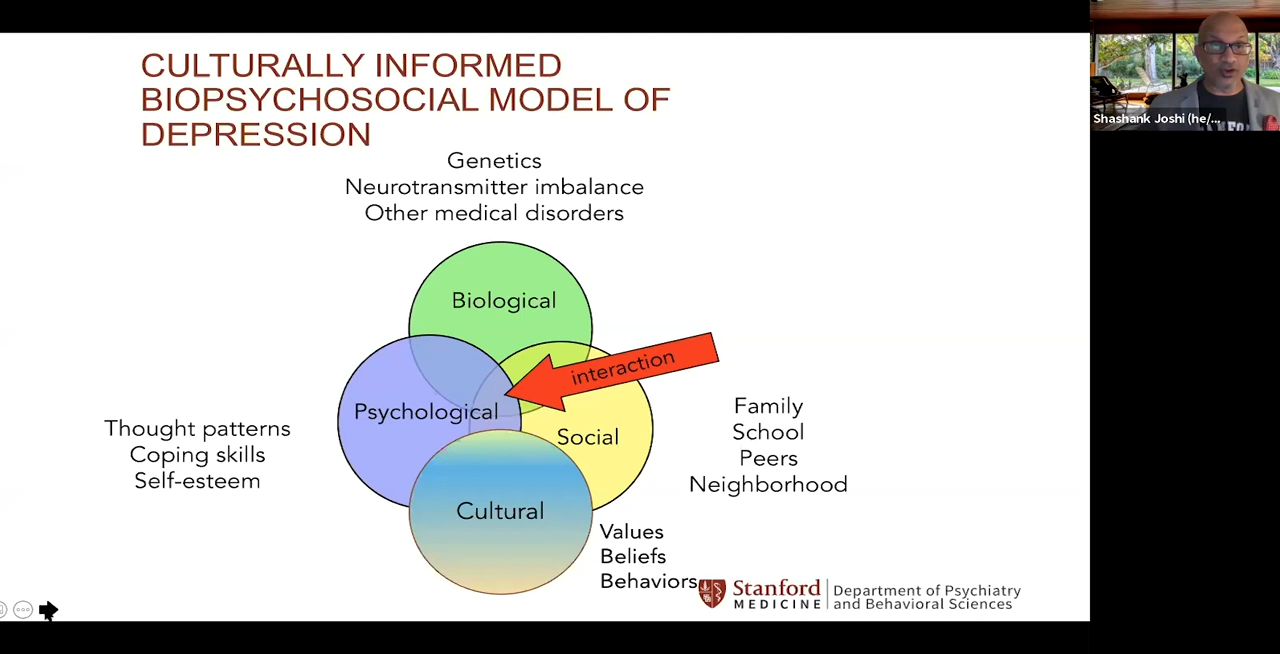 CULTURALLY INFORMED
BIOPSYCHOSOCIAL MODEL OF
DEPRESSION
Genetics
Neurotransmitter imbalance
Other medical disorders
Biological
interaction
Psychological
Social
Cultural
Thought patterns
Coping skills
Self-esteem
Family
School
Peers
Neighborhood
Values
Beliefs
Behaviors
Stanford
MEDICINE
Department of Psychiatry
and Behavioral Sciences
Shashank Joshi (he/...